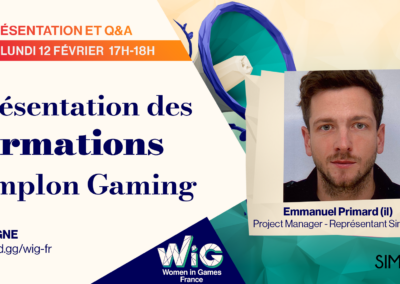 ÉSENTATION ET Q&A
LUNDI 12 FÉVRIER 17H-18H
ésentation des
rmations
mplon Gaming
GNE
d.gg/wig-fr
WiG
Women in Games
France
Emmanuel Primard (il)
Project Manager - Représentant Sim
SIM